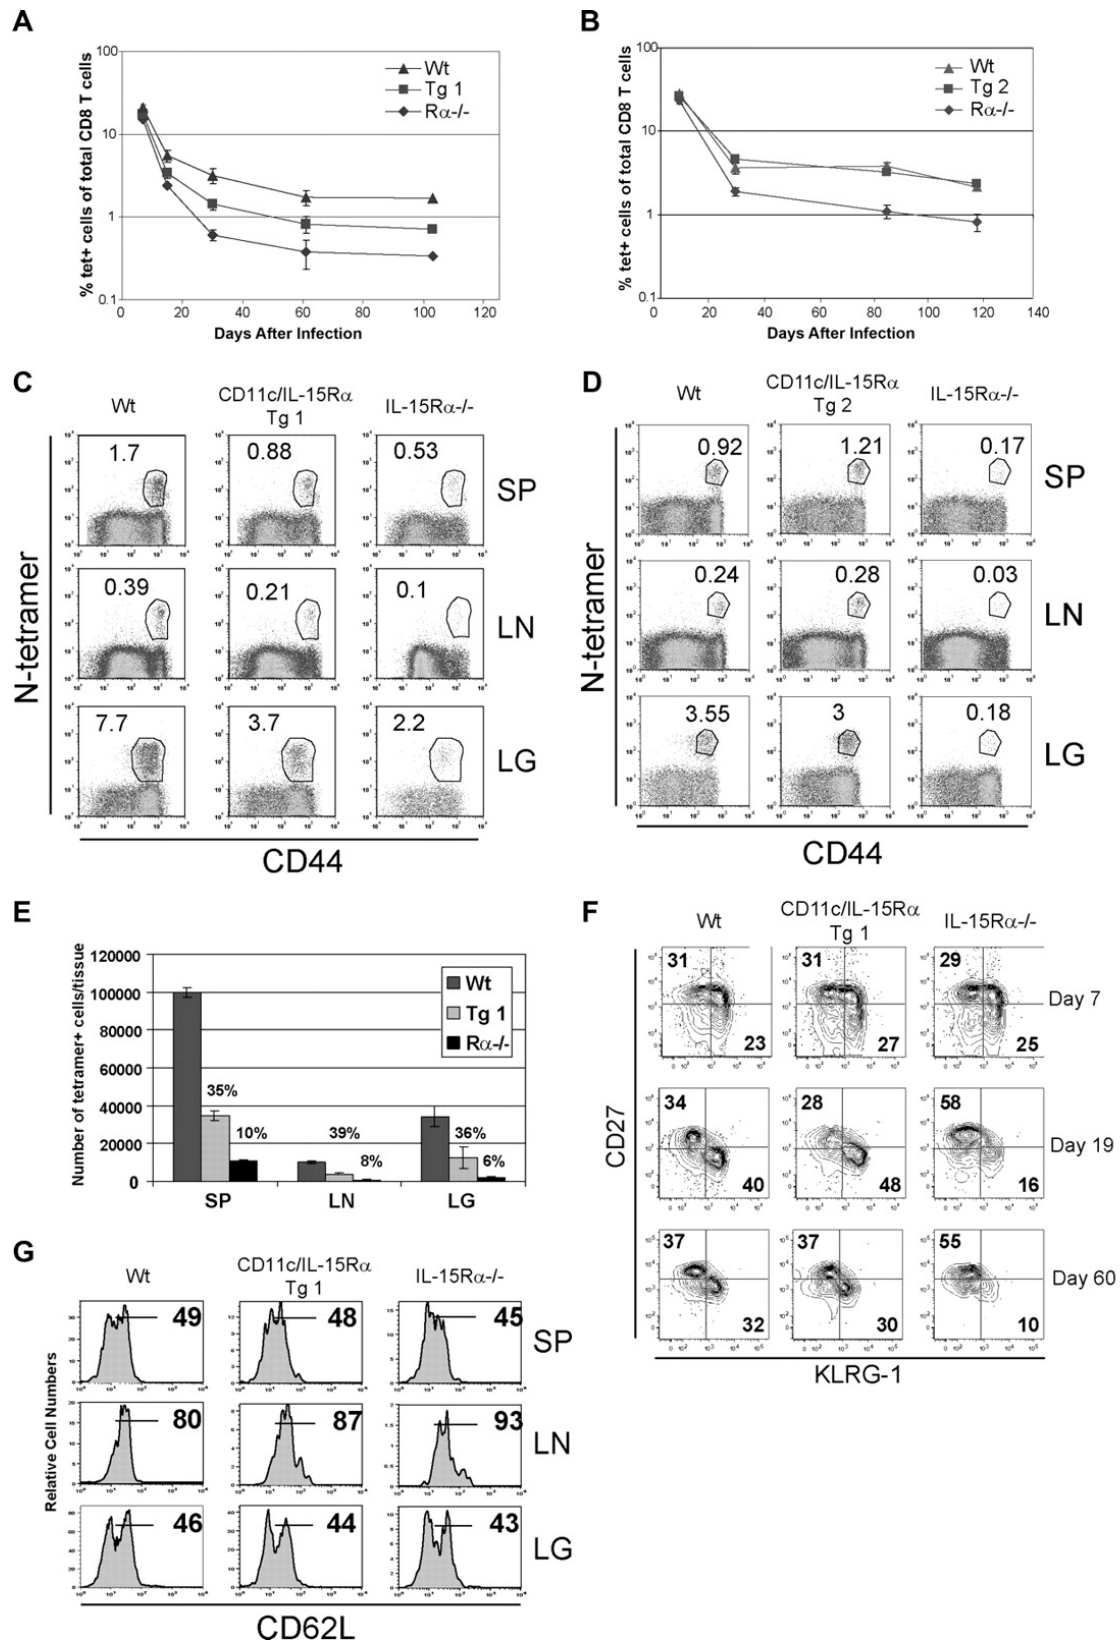 A
B
100
10
1
0.1
% tet+ cells of total CD8 T cells
Wt
Tg 1
Rα-/-
0 20 40 60 80 100 120
Days After Infection
100
10
1
0.1
% tet+ cells of total CD8 T cells
Wt
Tg 2
Rα-/-
0 20 40 60 80 100 120 140
Days After Infection
C
Wt
CD11c/IL-15Rα
Tg 1
IL-15Rα-/-
1.7 0.88 0.53
SP
0.39 0.21 0.1
LN
7.7 3.7 2.2
LG
N-tetramer
CD44
D
Wt
CD11c/IL-15Rα
Tg 2
IL-15Rα-/-
0.92 1.21 0.17
SP
0.24 0.28 0.03
LN
3.55 3 0.18
LG
N-tetramer
CD44
E
Number of tetramer+ cells/tissue
120000
100000
80000
60000
40000
20000
0
Wt
Tg 1
Rα-/-
35%
10%
39%
8%
36%
6%
SP LN LG
F
Wt
CD11c/IL-15Rα
Tg 1
IL-15Rα-/-
31 31 29
Day 7
23 27 25
34 28 58
Day 19
40 48 16
37 37 55
Day 60
32 30 10
CD27
KLRG-1
G
Wt
CD11c/IL-15Rα
Tg 1
IL-15Rα-/-
49 48 45
SP
80 87 93
LN
46 44 43
LG
Relative Cell Numbers
CD62L